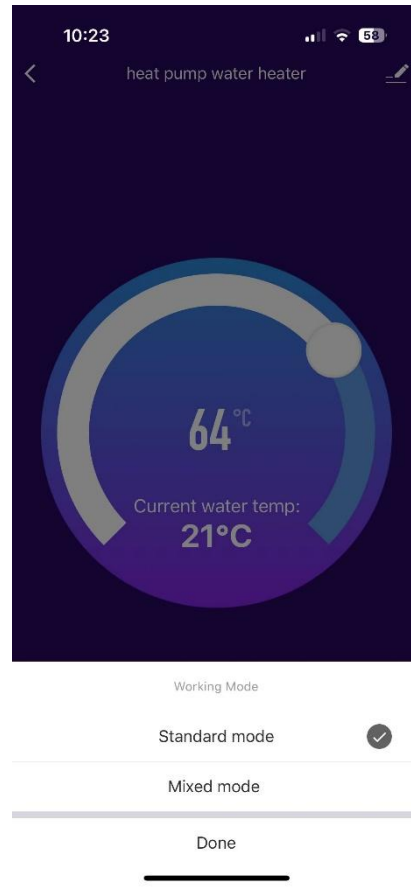 10:23
58
heat pump water heater
64°C
Current water temp:
21°C
Working Mode
Standard mode
Mixed mode
Done